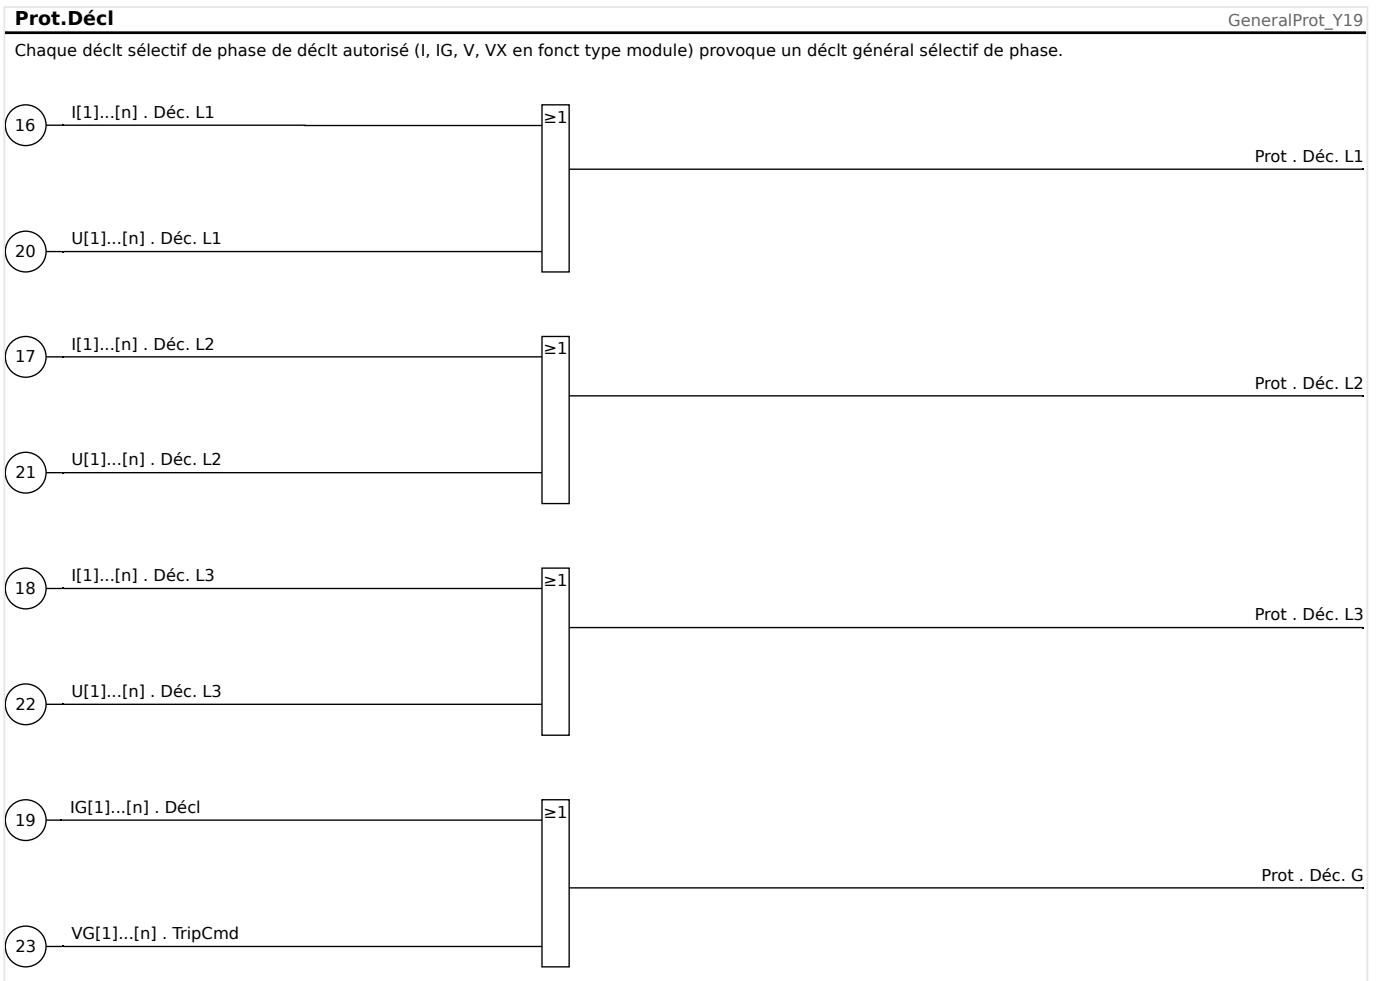 Prot.Décl
GeneralProt_Y19
Chaque déclt sélectif de phase de déclt autorisé (I, IG, V, VX en fonct type module) provoque un déclt général sélectif de phase.
16
I[1]...[n] . Déc. L1
≥1
Prot . Déc. L1
20
U[1]...[n] . Déc. L1
17
I[1]...[n] . Déc. L2
≥1
Prot . Déc. L2
21
U[1]...[n] . Déc. L2
18
I[1]...[n] . Déc. L3
≥1
Prot . Déc. L3
22
U[1]...[n] . Déc. L3
19
IG[1]...[n] . Décl
≥1
Prot . Déc. G
23
VG[1]...[n] . TripCmd